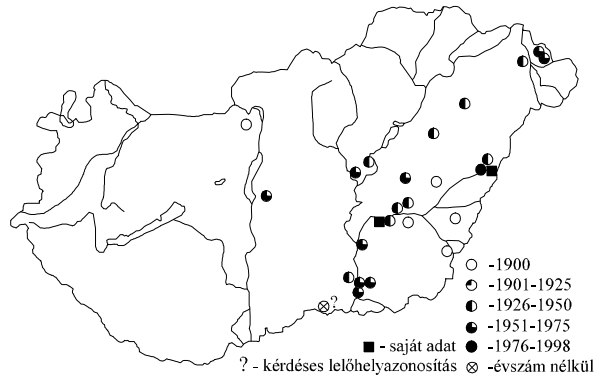 ?
-1900
-1901-1925
-1926-1950
-1951-1975
- saját adat
-1976-1998
? - kérdéses lelőhelyazonosítás
-évszám nélkül